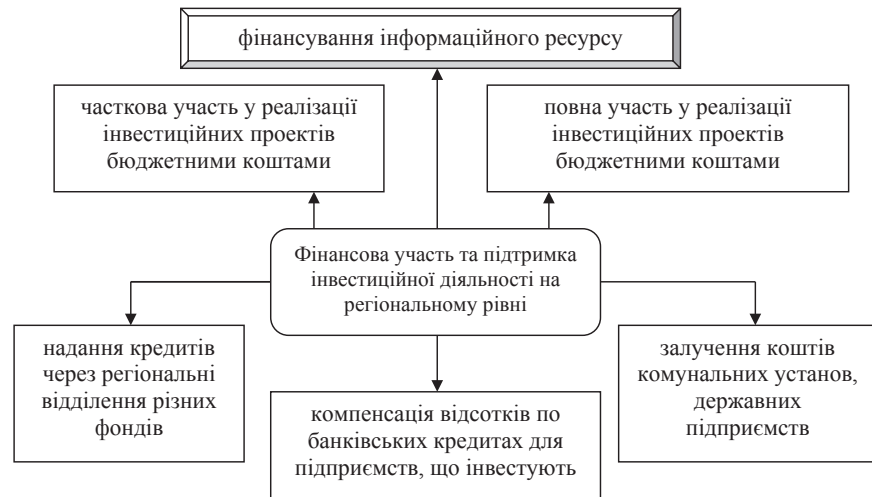 фінансування інформаційного ресурсу
часткова участь у реалізації
інвестиційних проектів
бюджетними коштами
повна участь у реалізації
інвестиційних проектів
бюджетними коштами
Фінансова участь та підтримка
інвестиційної діяльності на
регіональному рівні
надання кредитів
через регіональні
відділення різних
фондів
компенсація відсотків по
банківських кредитах для
підприємств, що інвестують
залучення коштів
комунальних установ,
державних
підприємств